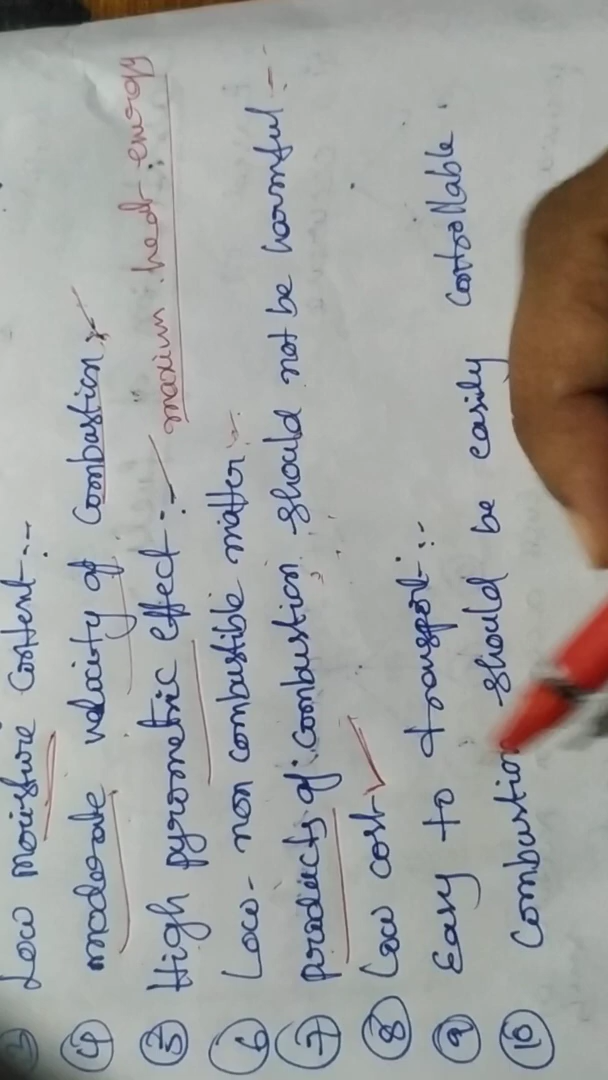 ③ Low moisture content :-
④ moderate velocity of combastion :-
⑤ High pyrometric effect :- maxium heat energy
⑥ Low - non combustible matter :-
⑦ products of combustion should not be harmful :-
⑧ Low cost
⑨ Easy to transport :-
⑩ Combustion should be easily controllable.